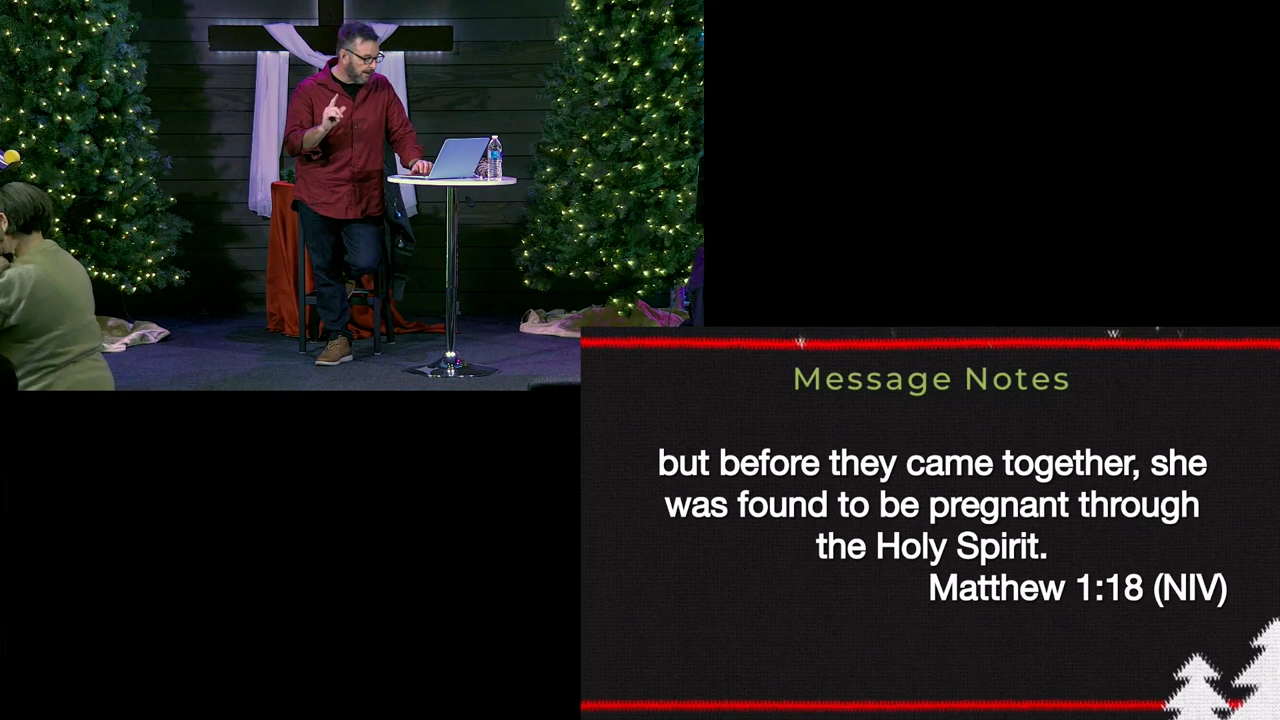 Message Notes
but before they came together, she
was found to be pregnant through
the Holy Spirit.
Matthew 1:18 (NIV)